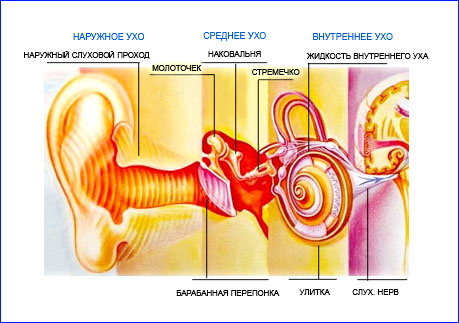 НАРУЖНОЕ УХО
СРЕДНЕЕ УХО
ВНУТРЕННЕЕ УХО
НАРУЖНЫЙ СЛУХОВОЙ ПРОХОД
НАКОВАЛЬНЯ
ЖИДКОСТЬ ВНУТРЕННЕГО УХА
МОЛОТОЧЕК
СТРЕМЕЧКО
БАРАБАННАЯ ПЕРЕПОНКА
УЛИТКА
СЛУХ. НЕРВ